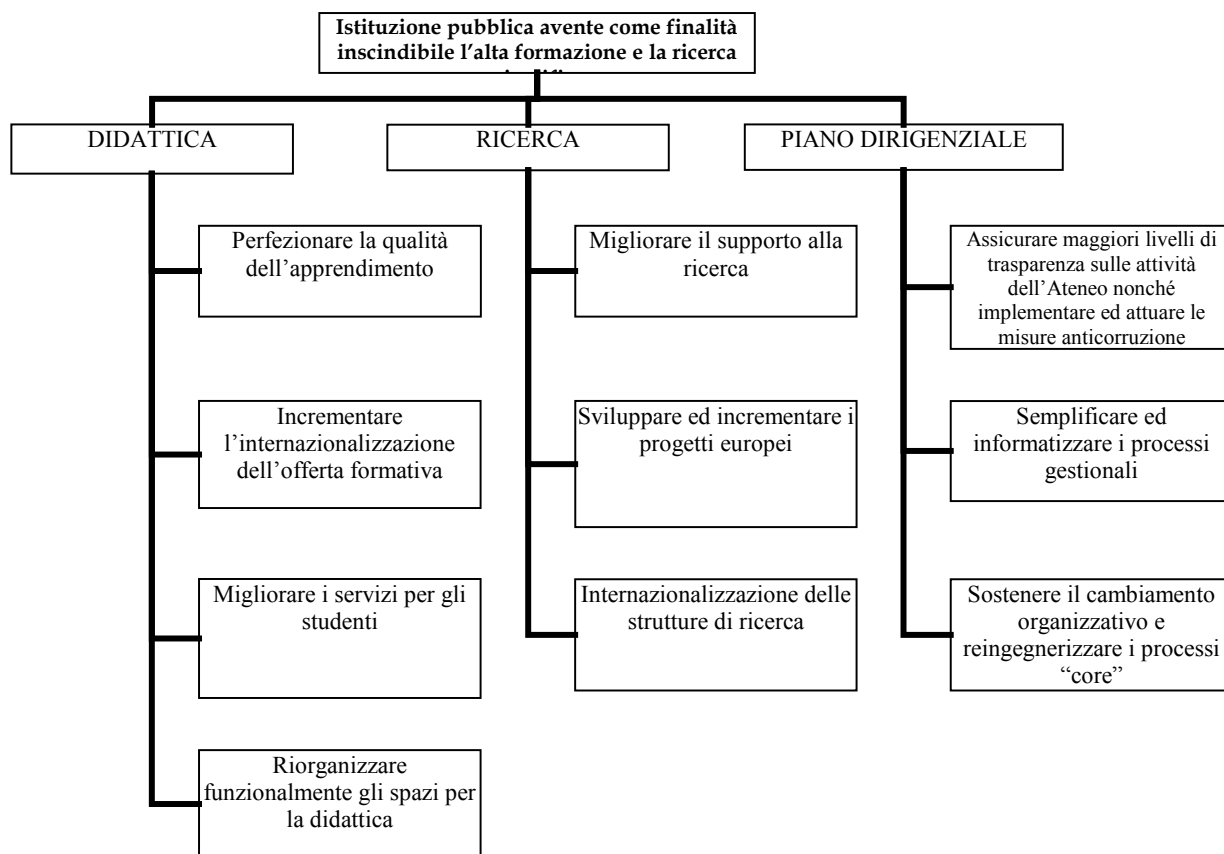 Istituzione pubblica avente come finalità
inscindibile l'alta formazione e la ricerca
DIDATTICA
RICERCA
PIANO DIRIGENZIALE
Perfezionare la qualità
dell'apprendimento
Migliorare il supporto alla
ricerca
Assicurare maggiori livelli di
trasparenza sulle attività
dell'Ateneo nonché
implementare ed attuare le
misure anticorruzione
Incrementare
l'internazionalizzazione
dell'offerta formativa
Sviluppare ed incrementare i
progetti europei
Semplificare ed
informatizzare i processi
gestionali
Migliorare i servizi per gli
studenti
Internazionalizzazione delle
strutture di ricerca
Sostenere il cambiamento
organizzativo e
reingegnerizzare i processi
“core”
Riorganizzare
funzionalmente gli spazi per
la didattica